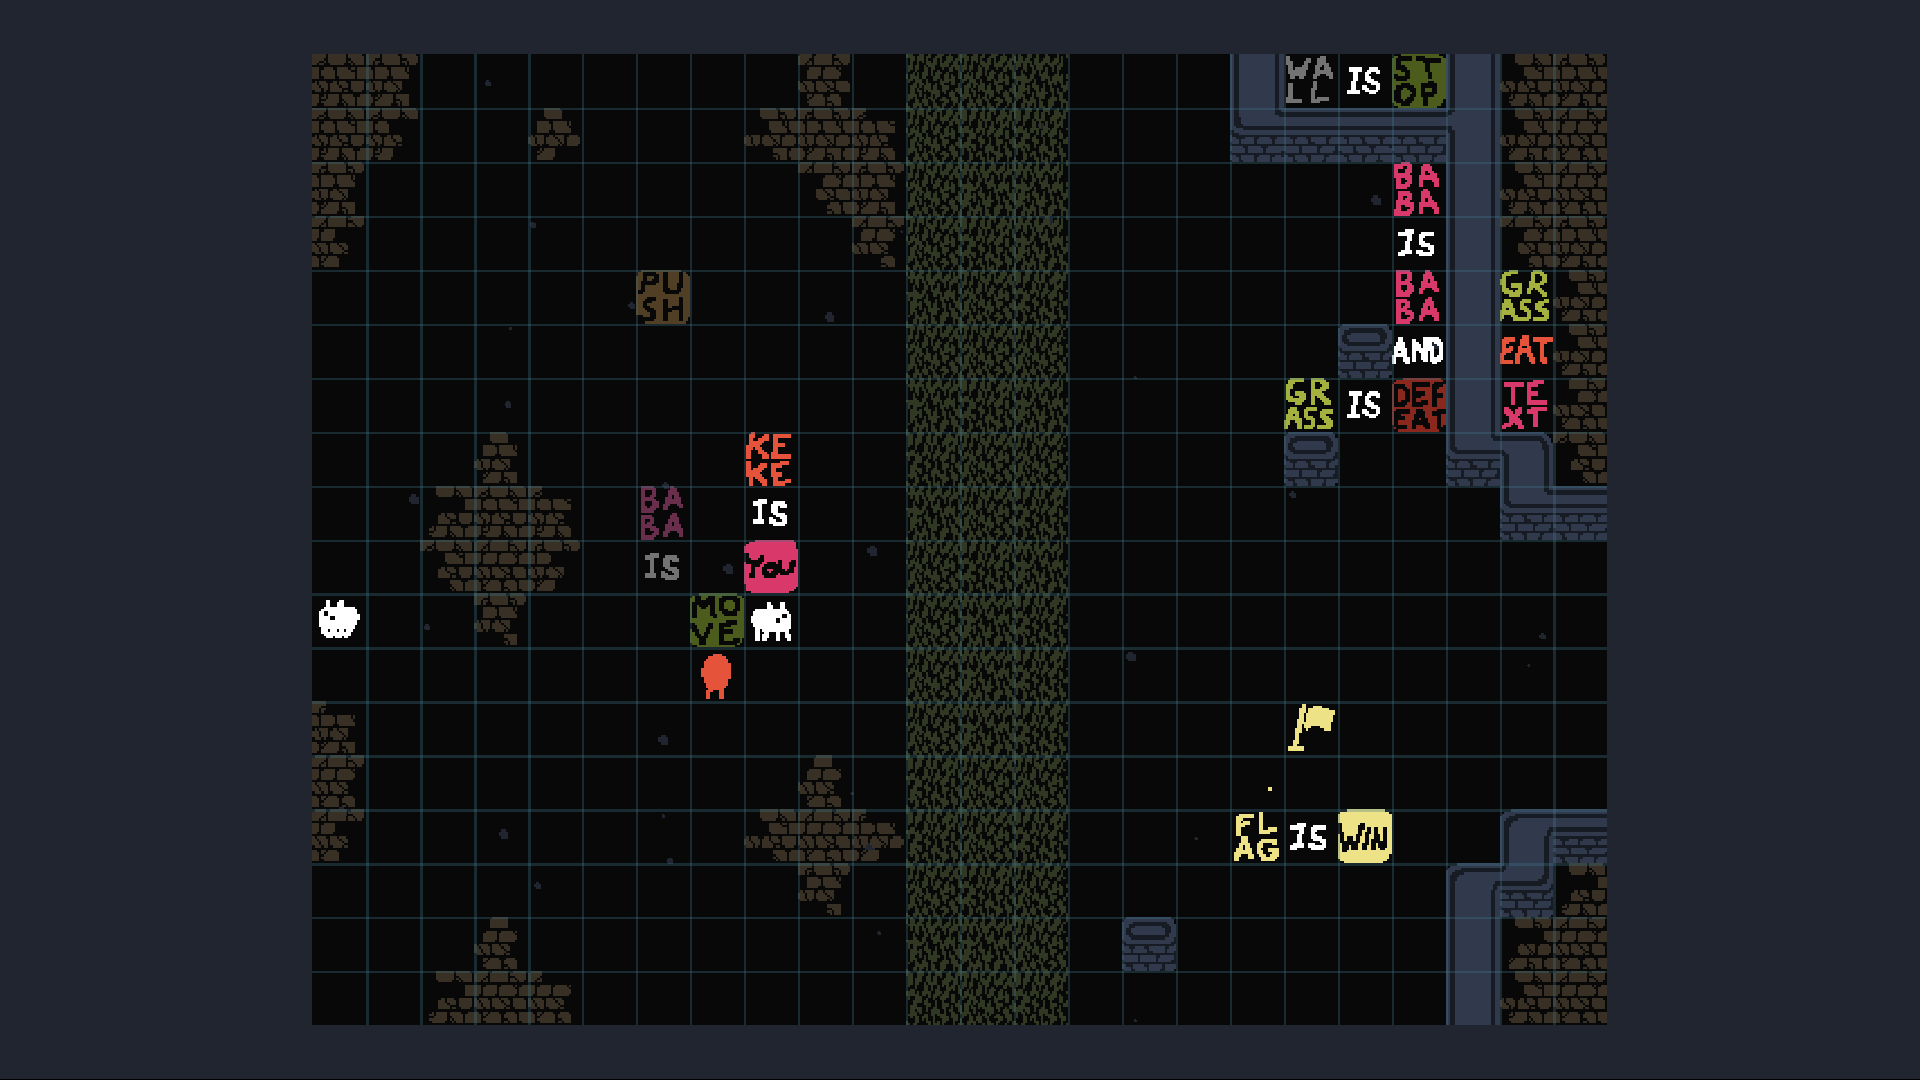 WALL IS STOP
BABA
IS
BABA
AND
GRASS IS DEFEAT
GRASS
EAT
TEXT
PUSH
KEKE
IS
YOU
BABA
IS
MOVE
FLAG IS WIN